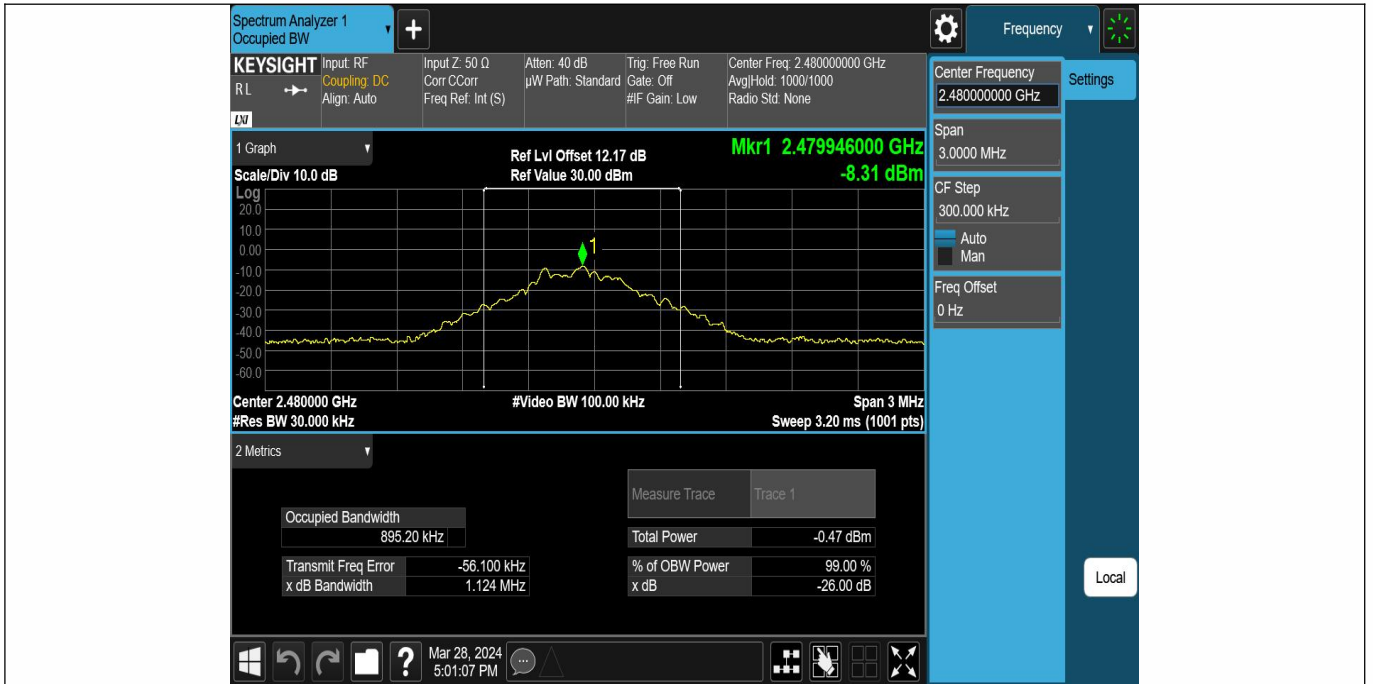 Spectrum Analyzer 1
Occupied BW
+
Frequency
KEYSIGHT
RL
LXI
Input: RF
Coupling: DC
Align: Auto
Input Z: 50 Ω
Corr CCorr
Freq Ref: Int (S)
Atten: 40 dB
µW Path: Standard
Trig: Free Run
Gate: Off
#IF Gain: Low
Center Freq: 2.480000000 GHz
Avg|Hold: 1000/1000
Radio Std: None
Center Frequency
2.480000000 GHz
Settings
Span
3.0000 MHz
CF Step
300.000 kHz
Auto
Man
Freq Offset
0 Hz
Local
1 Graph
Scale/Div 10.0 dB
Ref Lvl Offset 12.17 dB
Ref Value 30.00 dBm
Mkr1 2.479946000 GHz
-8.31 dBm
Log
20.0
10.0
0.00
-10.0
-20.0
-30.0
-40.0
-50.0
-60.0
1
Center 2.480000 GHz
#Res BW 30.000 kHz
#Video BW 100.00 kHz
Span 3 MHz
Sweep 3.20 ms (1001 pts)
2 Metrics
Measure Trace Trace 1
Occupied Bandwidth
895.20 kHz
Total Power -0.47 dBm
Transmit Freq Error -56.100 kHz
% of OBW Power 99.00 %
x dB Bandwidth 1.124 MHz
x dB -26.00 dB
?
Mar 28, 2024
5:01:07 PM